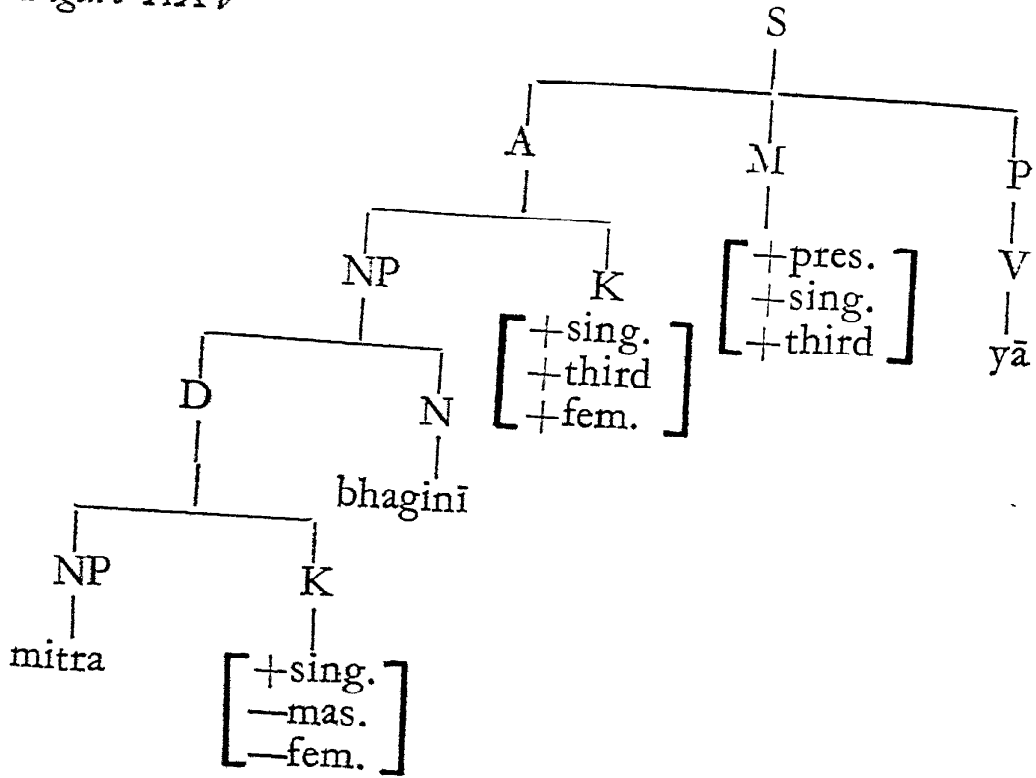 S
A M P
NP K
[+sing. +third +fem.]
[+pres. +sing. +third]
V
yā
D N
bhaginī
NP K
mitra
[+sing. —mas. —fem.]